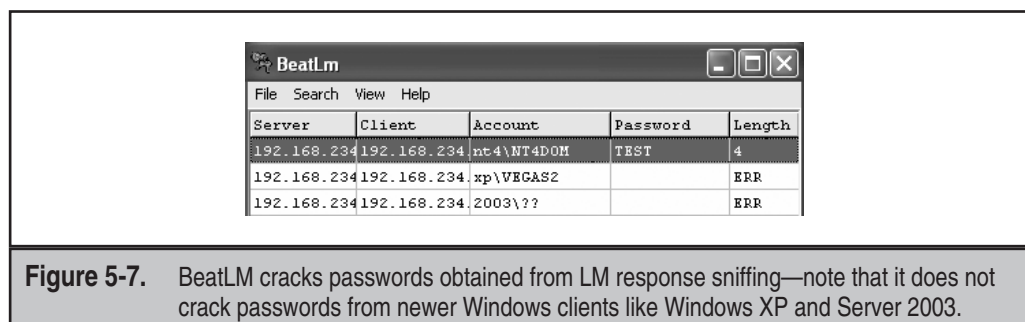 BeatLm
File Search View Help
Server Client Account Password Length
192.168.234 192.168.234. nt4\NT4DOM TEST 4
192.168.234 192.168.234. xp\VEGAS2 ERR
192.168.234 192.168.234. 2003\?? ERR
Figure 5-7. BeatLM cracks passwords obtained from LM response sniffing—note that it does not
crack passwords from newer Windows clients like Windows XP and Server 2003.